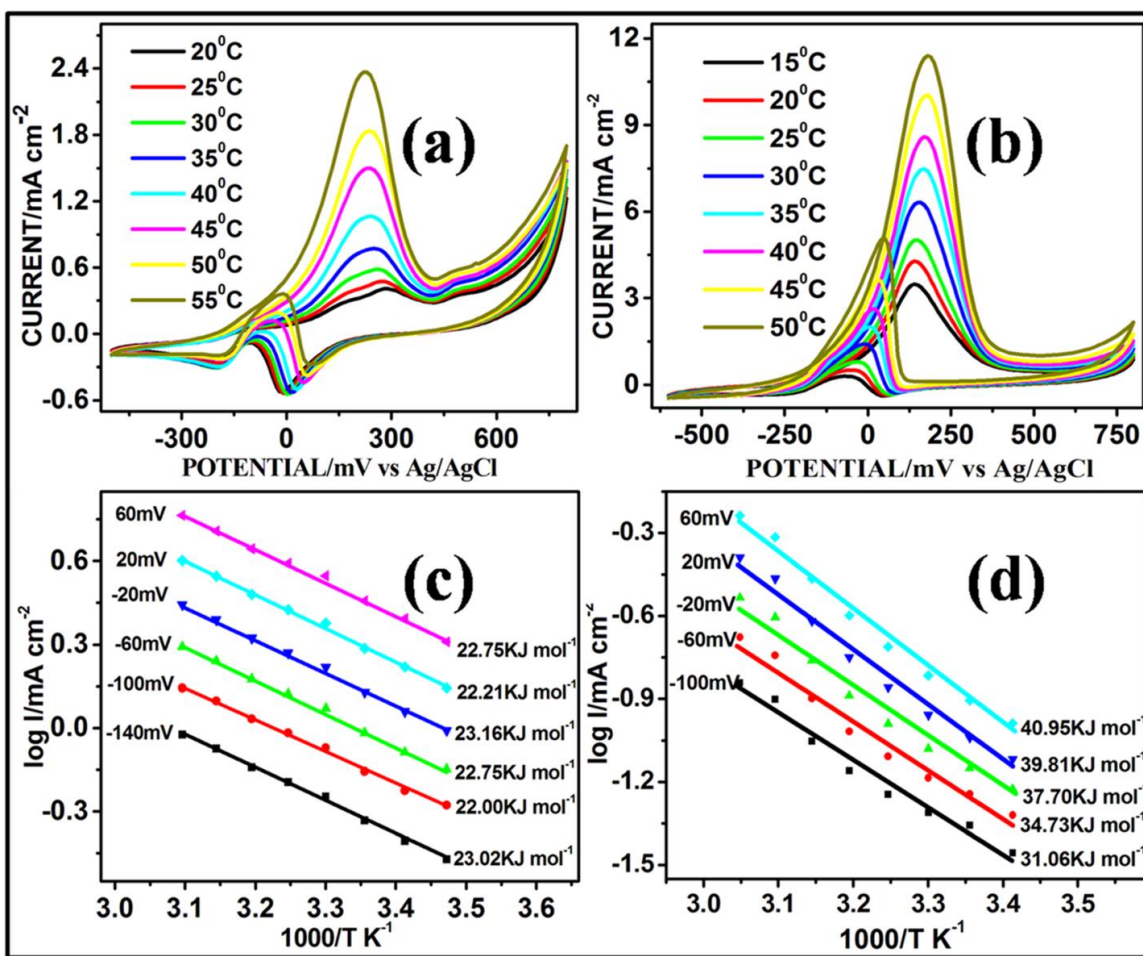 (a)
20⁰C
25⁰C
30⁰C
35⁰C
40⁰C
45⁰C
50⁰C
55⁰C
CURRENT/mA cm⁻²
2.4
1.8
1.2
0.6
0.0
-0.6
-300
0
300
600
POTENTIAL/mV vs Ag/AgCl
(b)
15⁰C
20⁰C
25⁰C
30⁰C
35⁰C
40⁰C
45⁰C
50⁰C
CURRENT/mA cm⁻²
12
9
6
3
0
-500
-250
0
250
500
750
POTENTIAL/mV vs Ag/AgCl
(c)
log I/mA cm⁻²
0.6
0.3
0.0
-0.3
60mV
20mV
-20mV
-60mV
-100mV
-140mV
22.75KJ mol⁻¹
22.21KJ mol⁻¹
23.16KJ mol⁻¹
22.75KJ mol⁻¹
22.00KJ mol⁻¹
23.02KJ mol⁻¹
3.0
3.1
3.2
3.3
3.4
3.5
3.6
1000/T K⁻¹
(d)
log I/mA cm⁻²
-0.3
-0.6
-0.9
-1.2
-1.5
60mV
20mV
-20mV
-60mV
-100mV
40.95KJ mol⁻¹
39.81KJ mol⁻¹
37.70KJ mol⁻¹
34.73KJ mol⁻¹
31.06KJ mol⁻¹
3.0
3.1
3.2
3.3
3.4
3.5
1000/T K⁻¹